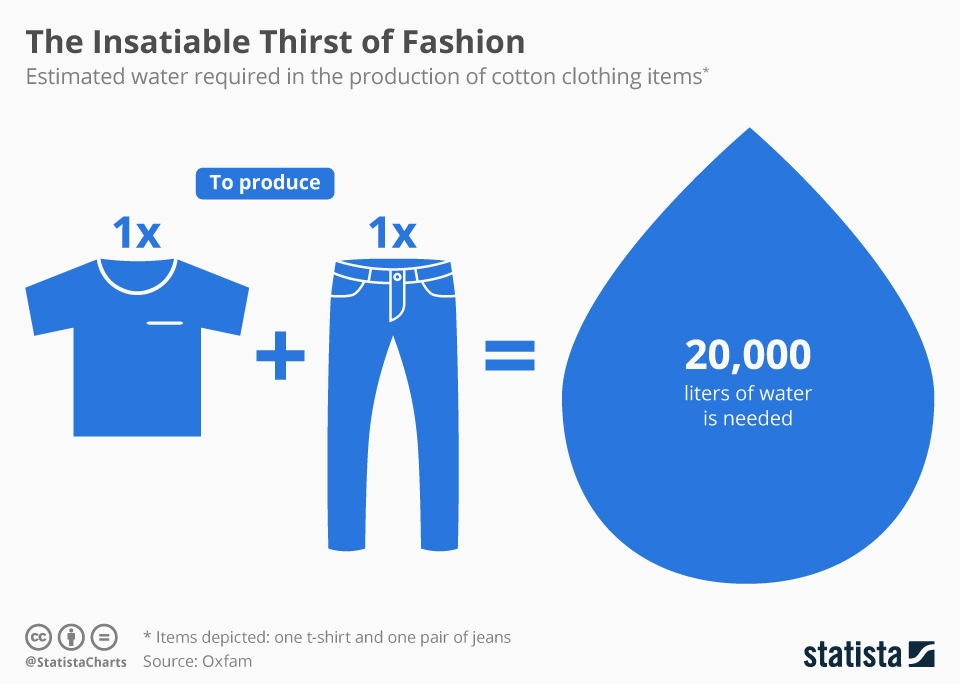 The Insatiable Thirst of Fashion
Estimated water required in the production of cotton clothing items*
To produce
1x
1x
+
=
20,000
liters of water
is needed
cc
=
@StatistaCharts
* Items depicted: one t-shirt and one pair of jeans
Source: Oxfam
statista